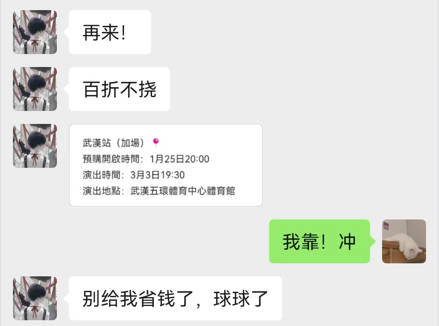 再来！
百折不挠
武漢站（加場）
預購開啟時間：1月25日20:00
演出時間：3月3日19:30
演出地點：武漢五環體育中心體育館
我靠！冲
别给我省钱了，球球了